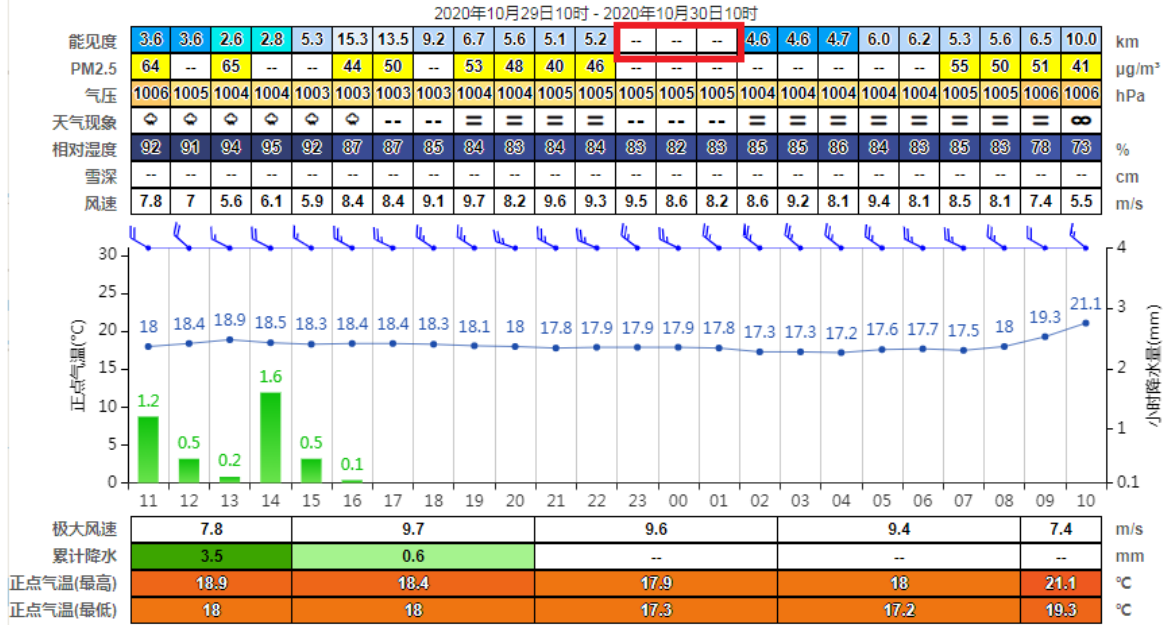 2020年10月29日10时 - 2020年10月30日10时
能见度 3.6 3.6 2.6 2.8 5.3 15.3 13.5 9.2 6.7 5.6 5.1 5.2 -- -- -- 4.6 4.6 4.7 6.0 6.2 5.3 5.6 6.5 10.0 km
PM2.5 64 -- 65 -- -- 44 50 -- 53 48 40 46 -- -- -- -- -- -- -- -- 55 50 51 41 μg/m³
气压 1006 1005 1004 1004 1003 1003 1003 1003 1004 1004 1005 1005 1005 1005 1005 1004 1004 1004 1004 1004 1005 1005 1006 1006 hPa
天气现象 -- -- = = = = -- -- -- = = = = = = = = ∞
相对湿度 92 91 94 95 92 87 87 85 84 83 84 84 83 82 83 85 85 86 84 83 85 83 78 73 %
雪深 -- -- -- -- -- -- -- -- -- -- -- -- -- -- -- -- -- -- -- -- -- -- -- -- cm
风速 7.8 7 5.6 6.1 5.9 8.4 8.4 9.1 9.7 8.2 9.6 9.3 9.5 8.6 8.2 8.6 9.2 8.1 9.4 8.1 8.5 8.1 7.4 5.5 m/s
30 4
25
21.1
20 3
18 18.4 18.9 18.5 18.3 18.4 18.4 18.3 18.1 18 17.8 17.9 17.9 17.9 17.8 17.3 17.3 17.2 17.6 17.7 17.5 18 19.3
正点气温(°C)
小时降水量(mm)
15 2
1.6
1.2
10
1
0.5 0.5
5
0.2 0.1
0 0.1
11 12 13 14 15 16 17 18 19 20 21 22 23 00 01 02 03 04 05 06 07 08 09 10
极大风速 7.8 9.7 9.6 9.4 7.4 m/s
累计降水 3.5 0.6 -- -- -- mm
正点气温(最高) 18.9 18.4 17.9 18 21.1 °C
正点气温(最低) 18 18 17.3 17.2 19.3 °C